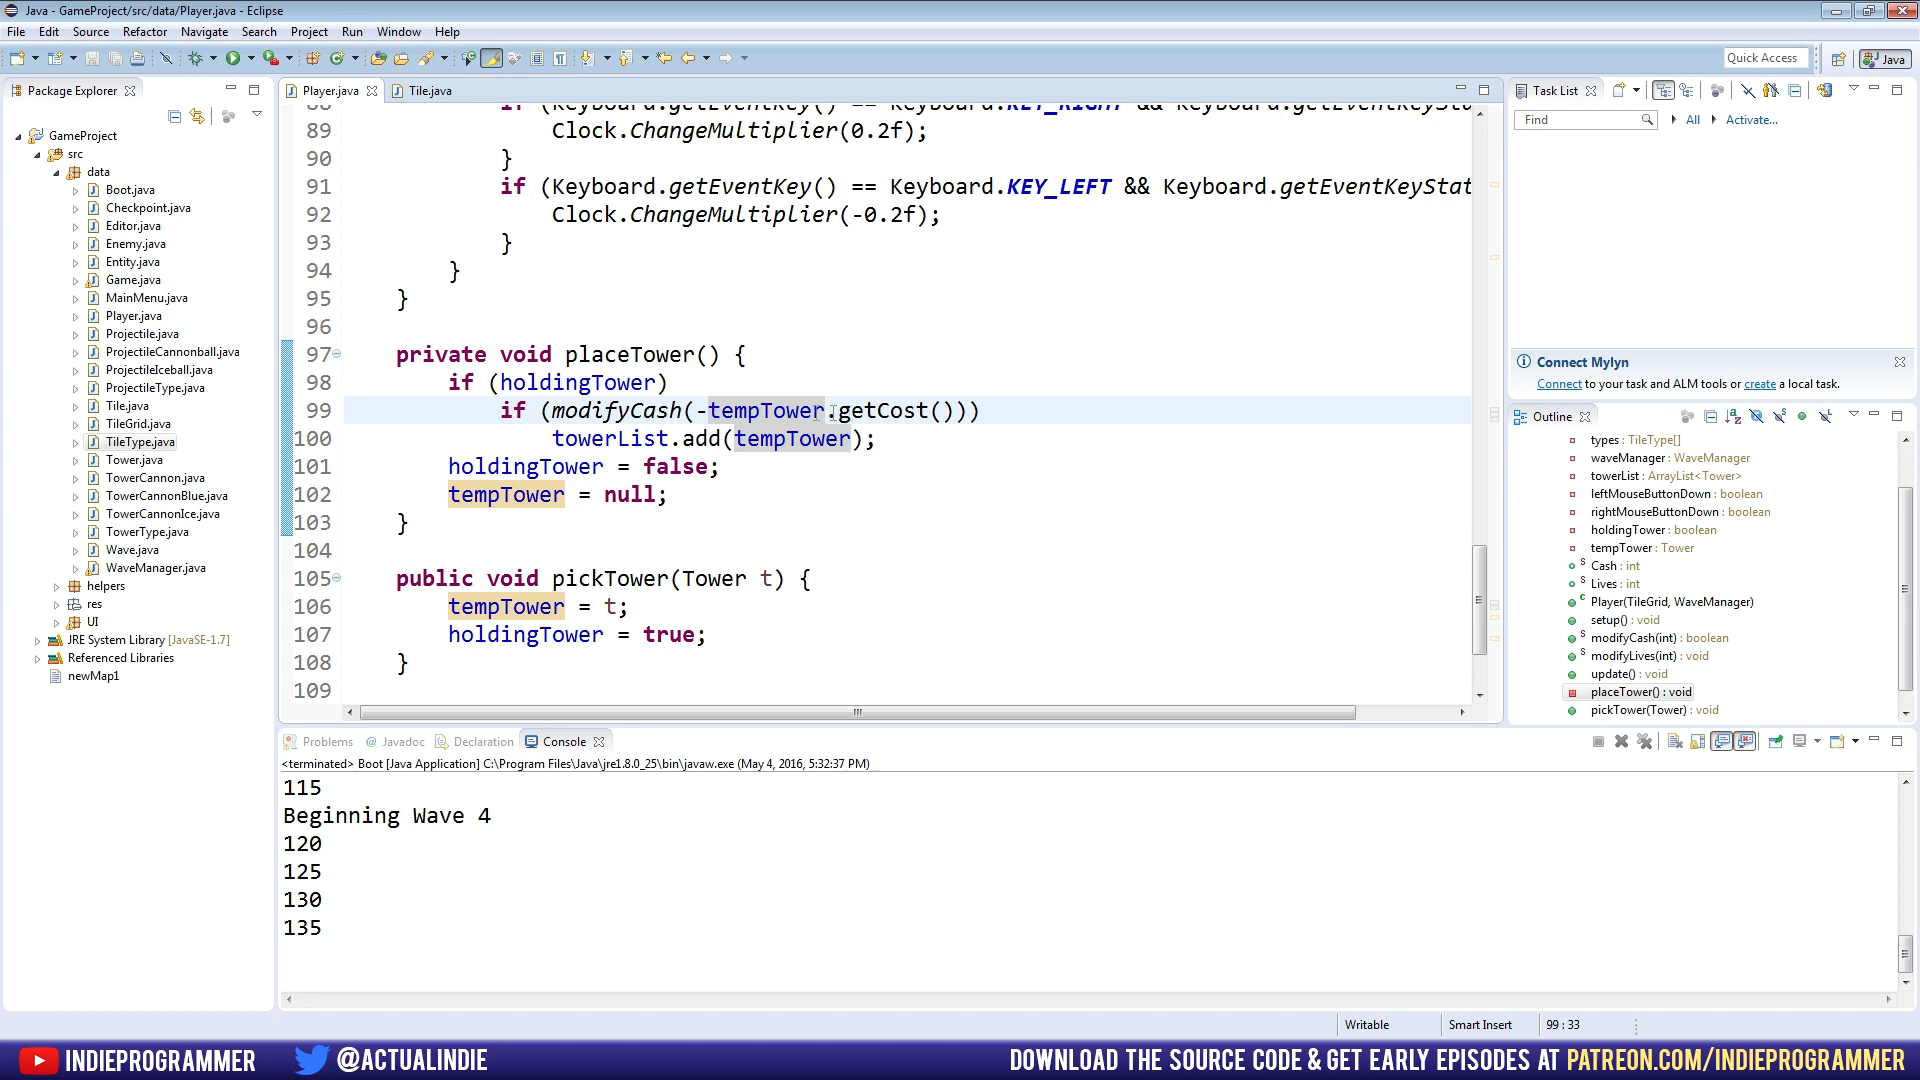 Java - GameProject/src/data/Player.java - Eclipse
File Edit Source Refactor Navigate Search Project Run Window Help
Quick Access
Java
Package Explorer
GameProject
src
data
Boot.java
Checkpoint.java
Editor.java
Enemy.java
Entity.java
Game.java
MainMenu.java
Player.java
Projectile.java
ProjectileCannonball.java
ProjectileIceball.java
ProjectileType.java
Tile.java
TileGrid.java
TileType.java
Tower.java
TowerCannon.java
TowerCannonBlue.java
TowerCannonIce.java
TowerType.java
Wave.java
WaveManager.java
helpers
res
UI
JRE System Library [JavaSE-1.7]
Referenced Libraries
newMap1
Player.java Tile.java
88 if (Keyboard.getEventKey() == Keyboard.KEY_RIGHT && Keyboard.getEventKeySta
89 Clock.ChangeMultiplier(0.2f);
90 }
91 if (Keyboard.getEventKey() == Keyboard.KEY_LEFT && Keyboard.getEventKeyStat
92 Clock.ChangeMultiplier(-0.2f);
93 }
94 }
95 }
96
97 private void placeTower() {
98 if (holdingTower)
99 if (modifyCash(-tempTower.getCost()))
100 towerList.add(tempTower);
101 holdingTower = false;
102 tempTower = null;
103 }
104
105 public void pickTower(Tower t) {
106 tempTower = t;
107 holdingTower = true;
108 }
109
Task List
Find All Activate...
Connect Mylyn
Connect to your task and ALM tools or create a local task.
Outline
types : TileType[]
waveManager : WaveManager
towerList : ArrayList<Tower>
leftMouseButtonDown : boolean
rightMouseButtonDown : boolean
holdingTower : boolean
tempTower : Tower
Cash : int
Lives : int
Player(TileGrid, WaveManager)
setup() : void
modifyCash(int) : boolean
modifyLives(int) : void
update() : void
placeTower() : void
pickTower(Tower) : void
Problems Javadoc Declaration Console
<terminated> Boot [Java Application] C:\Program Files\Java\jre1.8.0_25\bin\javaw.exe (May 4, 2016, 5:32:37 PM)
115
Beginning Wave 4
120
125
130
135
Writable Smart Insert 99 : 33
INDIEPROGRAMMER @ACTUALINDIE DOWNLOAD THE SOURCE CODE & GET EARLY EPISODES AT PATREON.COM/INDIEPROGRAMMER